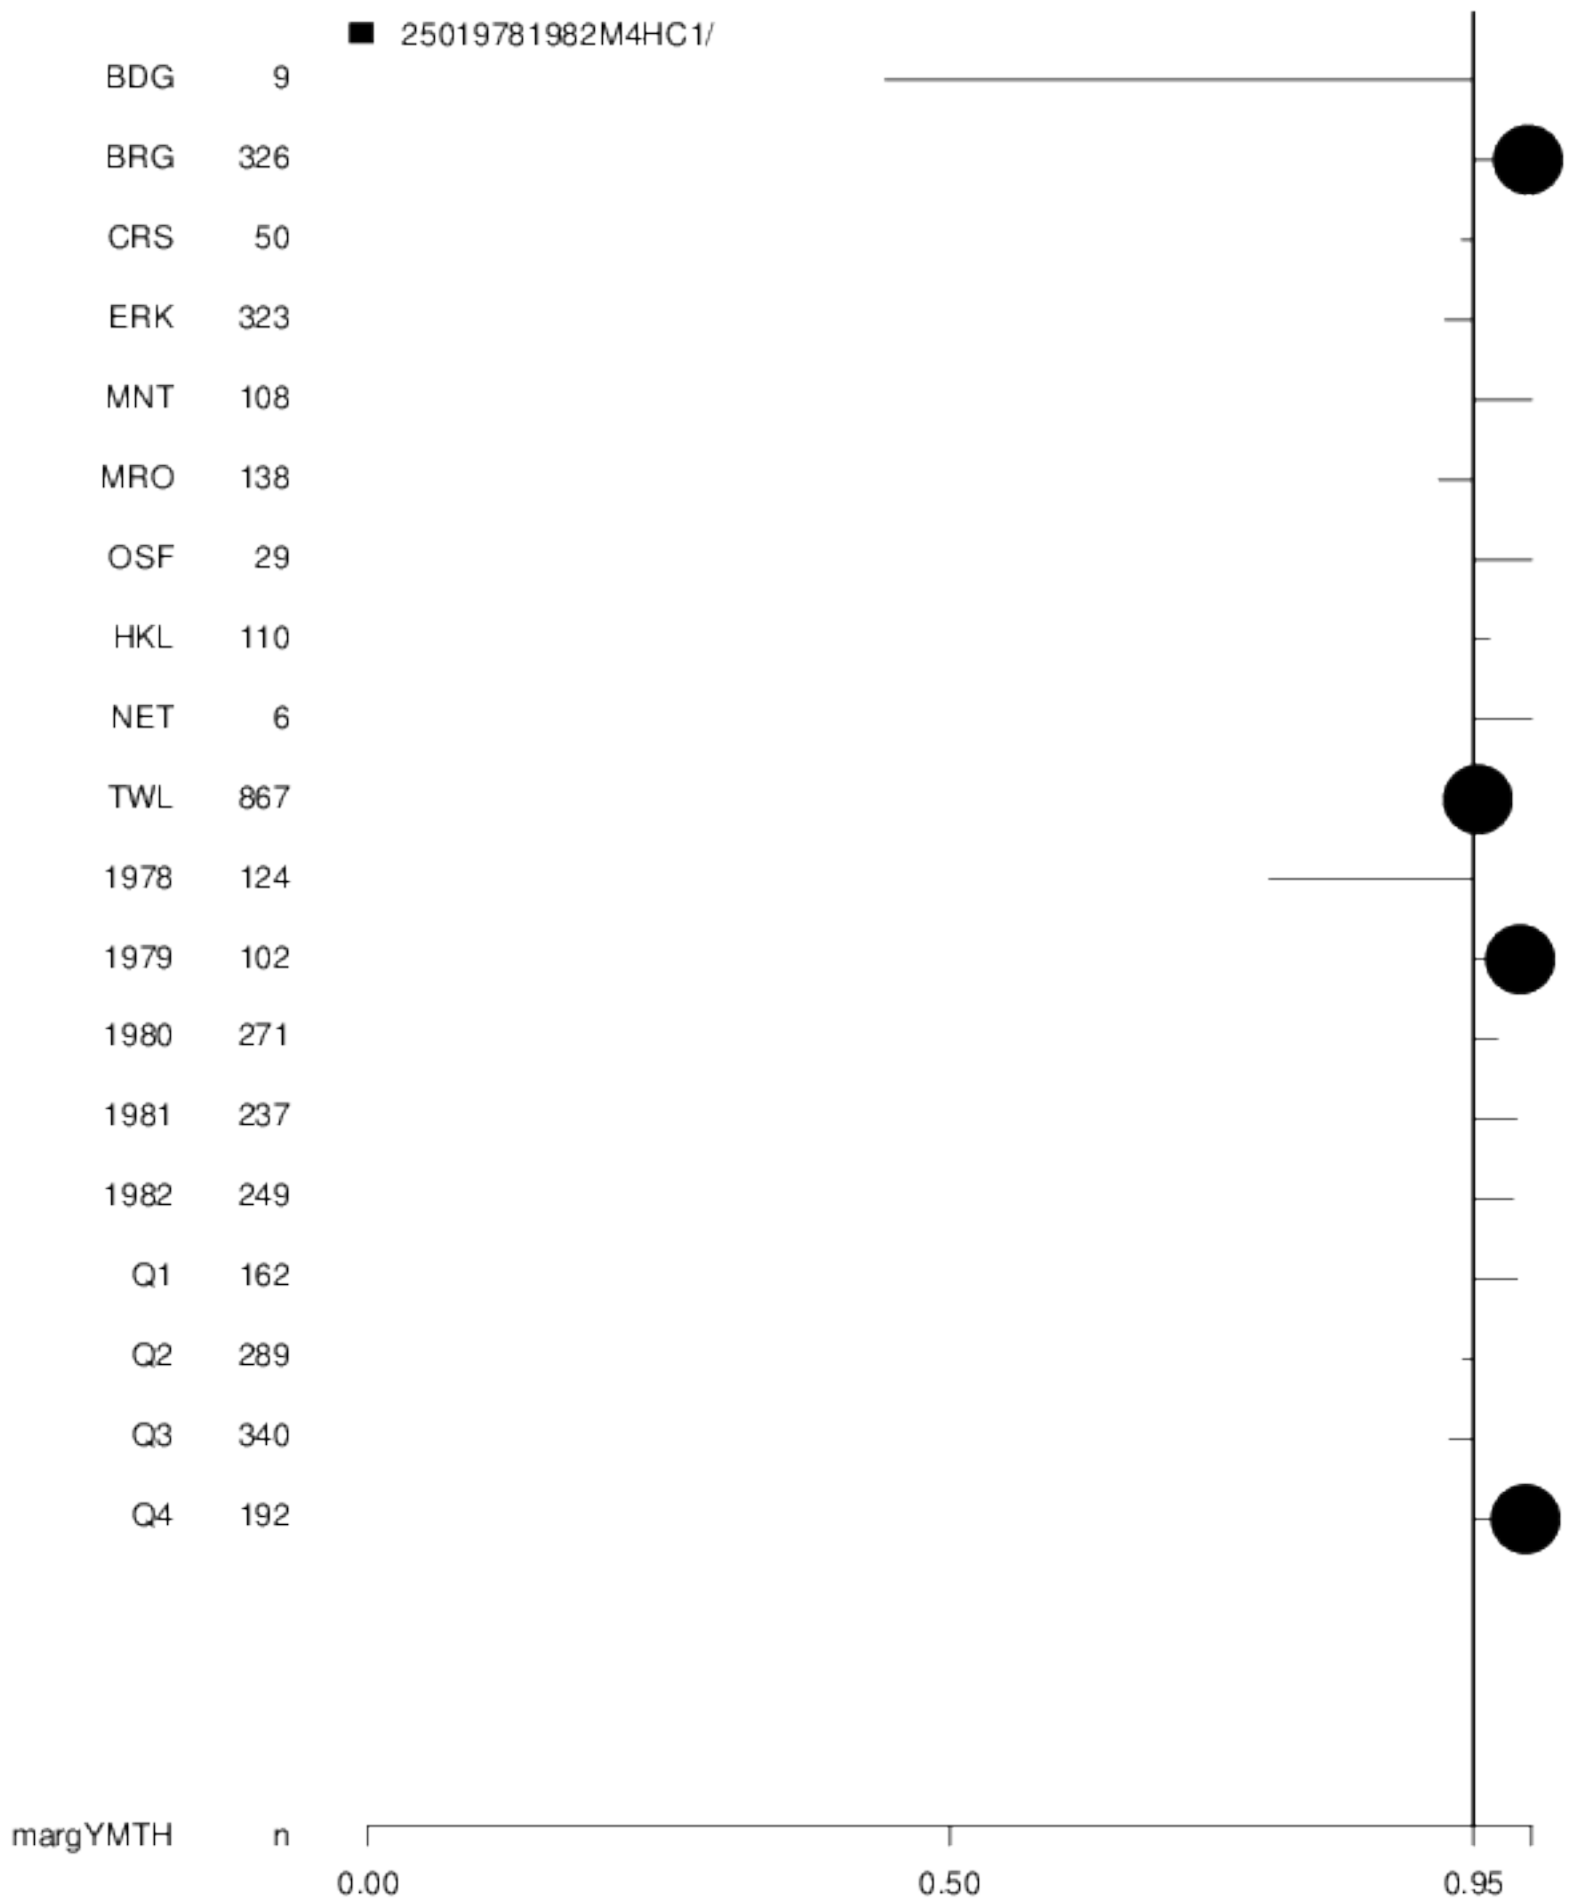 25019781982M4HC1/
BDG 9
BRG 326
CRS 50
ERK 323
MNT 108
MRO 138
OSF 29
HKL 110
NET 6
TWL 867
1978 124
1979 102
1980 271
1981 237
1982 249
Q1 162
Q2 289
Q3 340
Q4 192
margYMTH n
0.00 0.50 0.95